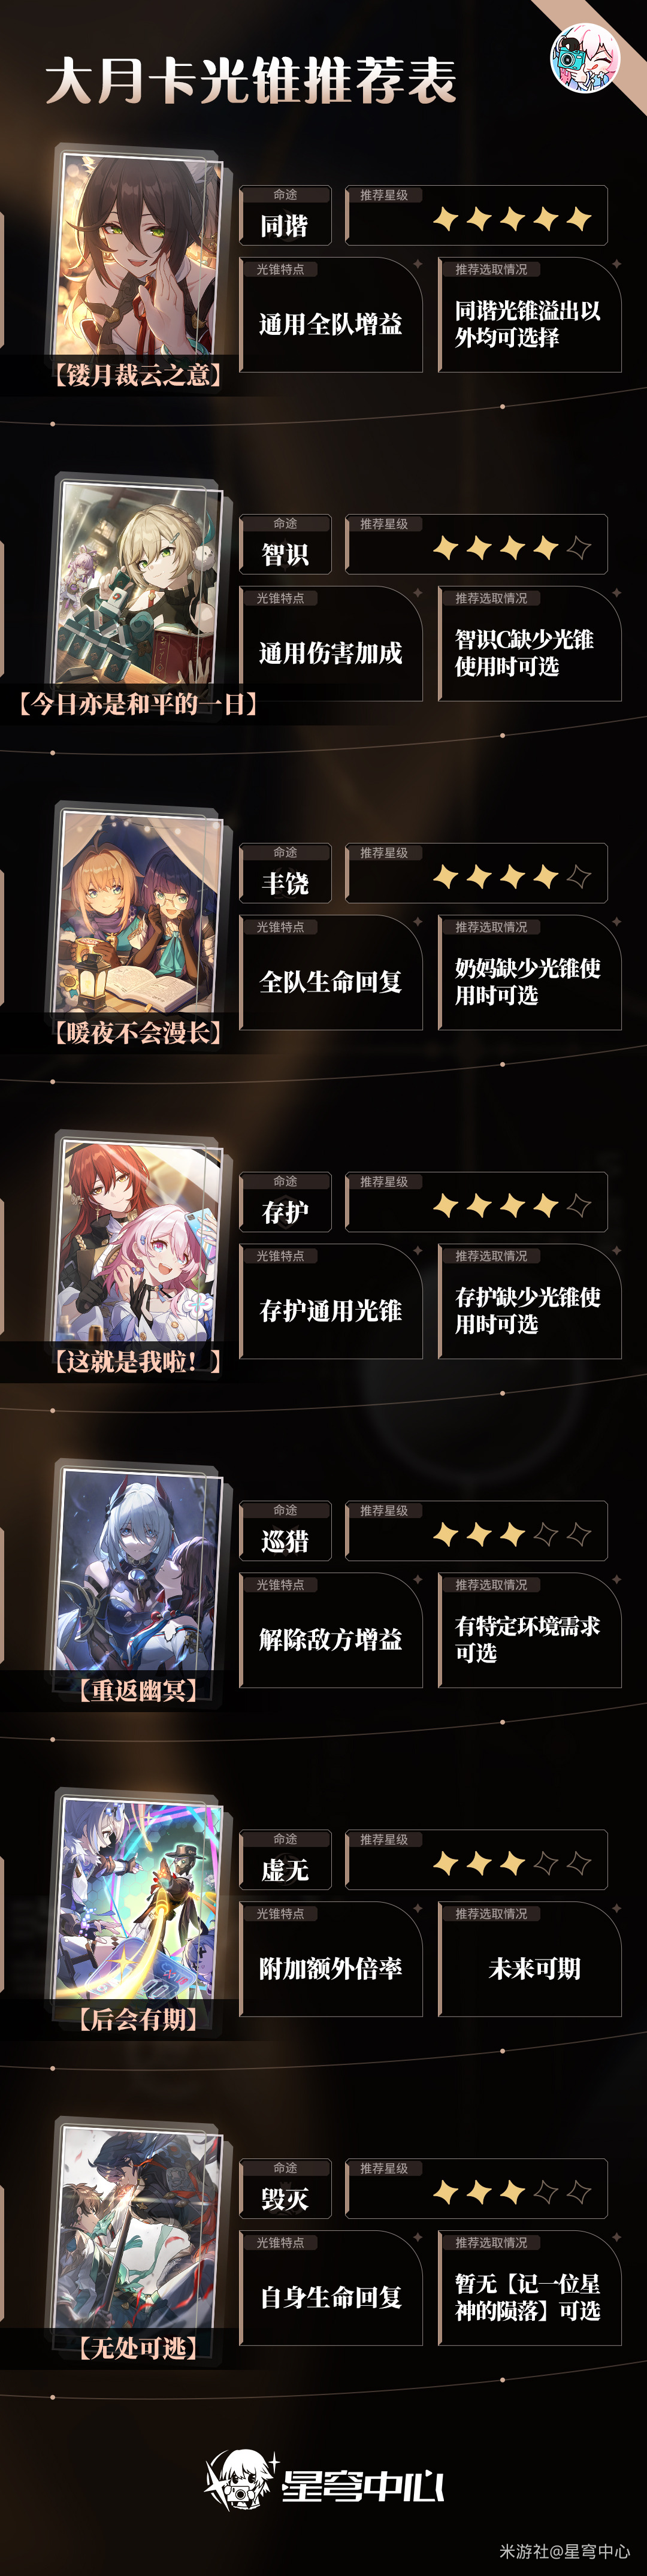 大月卡光锥推荐表
命途
同谐
推荐星级
光锥特点
通用全队增益
推荐选取情况
同谐光锥溢出以
外均可选择
【镂月裁云之意】
命途
智识
推荐星级
光锥特点
通用伤害加成
推荐选取情况
智识C缺少光锥
使用时可选
【今日亦是和平的一日】
命途
丰饶
推荐星级
光锥特点
全队生命回复
推荐选取情况
奶妈缺少光锥使
用时可选
【暖夜不会漫长】
命途
存护
推荐星级
光锥特点
存护通用光锥
推荐选取情况
存护缺少光锥使
用时可选
【这就是我啦！】
命途
巡猎
推荐星级
光锥特点
解除敌方增益
推荐选取情况
有特定环境需求
可选
【重返幽冥】
命途
虚无
推荐星级
光锥特点
附加额外倍率
推荐选取情况
未来可期
【后会有期】
命途
毁灭
推荐星级
光锥特点
自身生命回复
推荐选取情况
暂无【记一位星
神的陨落】可选
【无处可逃】
星穹中心
米游社@星穹中心